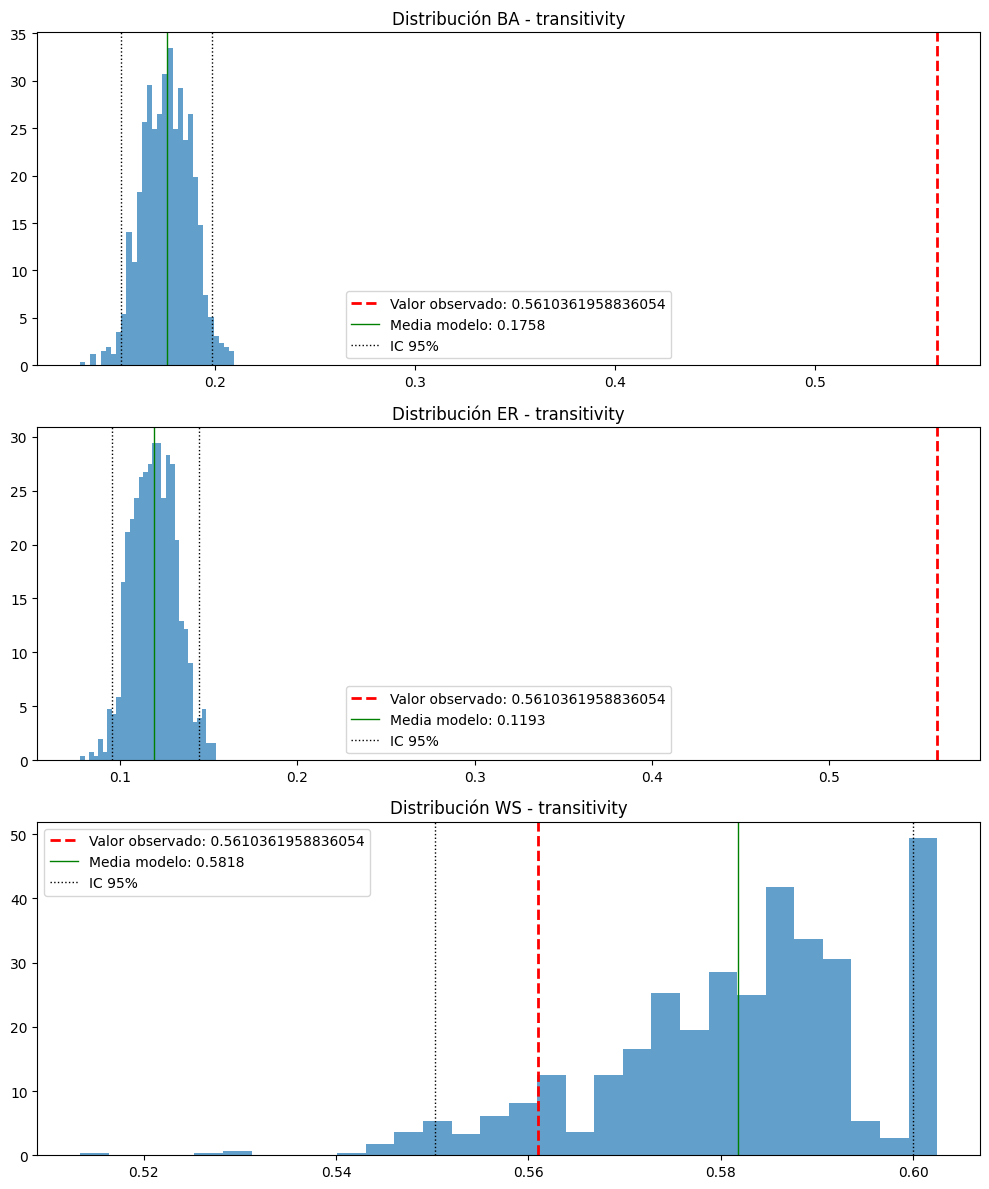 Distribución BA - transitivity
35
30
25
20
15
10
5
0
Valor observado: 0.5610361958836054
Media modelo: 0.1758
IC 95%
0.2 0.3 0.4 0.5
Distribución ER - transitivity
30
25
20
15
10
5
0
Valor observado: 0.5610361958836054
Media modelo: 0.1193
IC 95%
0.1 0.2 0.3 0.4 0.5
Distribución WS - transitivity
Valor observado: 0.5610361958836054
Media modelo: 0.5818
IC 95%
50
40
30
20
10
0
0.52 0.54 0.56 0.58 0.60